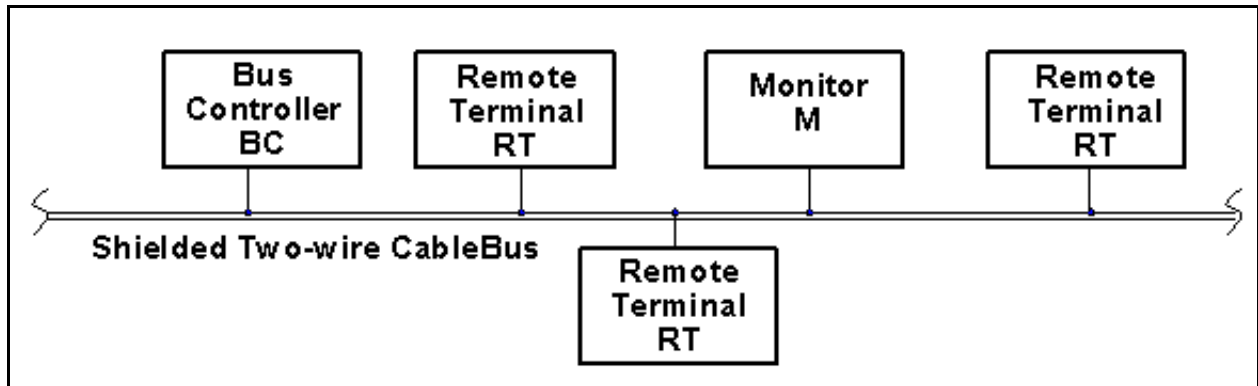 Bus
Controller
BC
Remote
Terminal
RT
Monitor
M
Remote
Terminal
RT
Shielded Two-wire CableBus
Remote
Terminal
RT